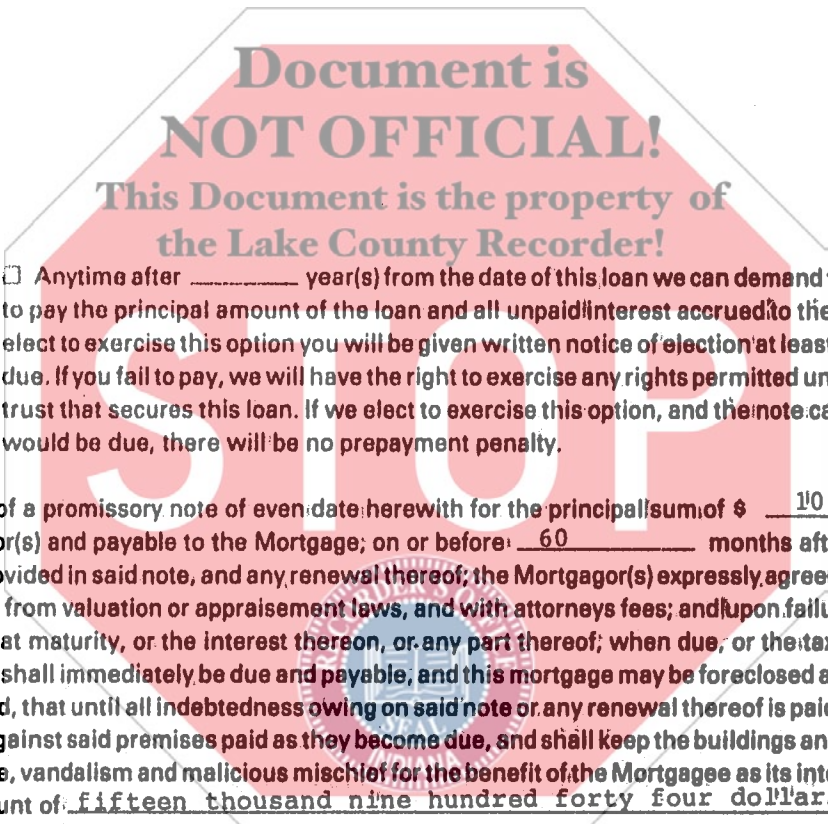 Document is
NOT OFFICIAL!
This Document is the property of
the Lake County Recorder!
☐ Anytime after ________ year(s) from the date of this loan we can demand
to pay the principal amount of the loan and all unpaid interest accrued to the
elect to exercise this option you will be given written notice of election at least
due. If you fail to pay, we will have the right to exercise any rights permitted un
trust that secures this loan. If we elect to exercise this option, and the note ca
would be due, there will be no prepayment penalty.
STOP
of a promissory note of even date herewith for the principal sum of $ 10
or(s) and payable to the Mortgage; on or before 60 months aft
vided in said note, and any renewal thereof; the Mortgagor(s) expressly agree
from valuation or appraisement laws, and with attorneys fees; and upon failu
at maturity, or the interest thereon, or any part thereof; when due, or the tax
shall immediately be due and payable, and this mortgage may be foreclosed a
d, that until all indebtedness owing on said note or any renewal thereof is paid
gainst said premises paid as they become due, and shall keep the buildings an
e, vandalism and malicious mischief for the benefit of the Mortgagee as its inte
unt of fifteen thousand nine hundred forty four dollar
RECORDER'S OFFICE
SEAL
INDIANA